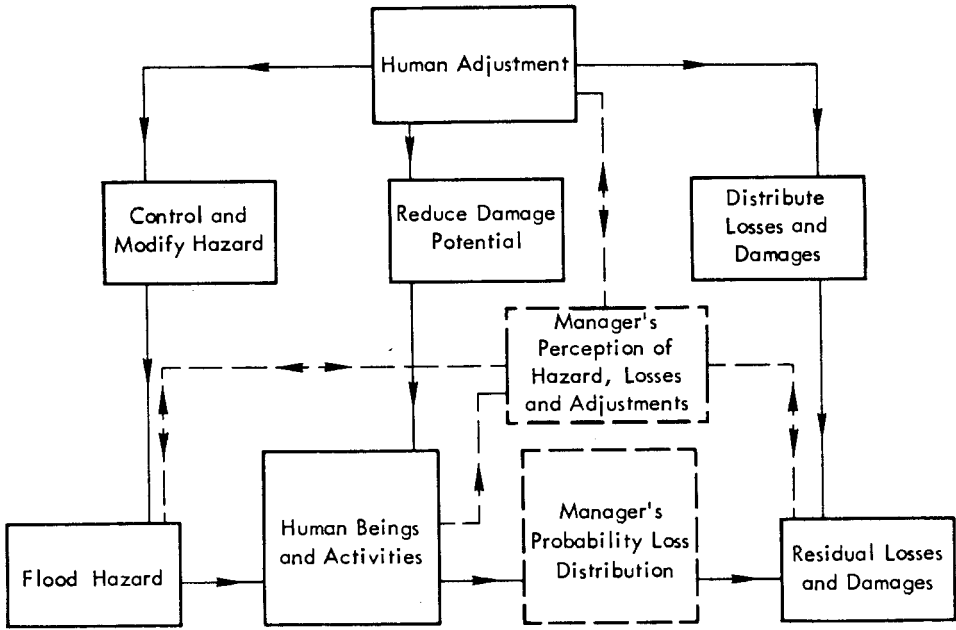 Human Adjustment
Control and
Modify Hazard
Reduce Damage
Potential
Distribute
Losses and
Damages
Manager's
Perception of
Hazard, Losses
and Adjustments
Flood Hazard
Human Beings
and Activities
Manager's
Probability Loss
Distribution
Residual Losses
and Damages